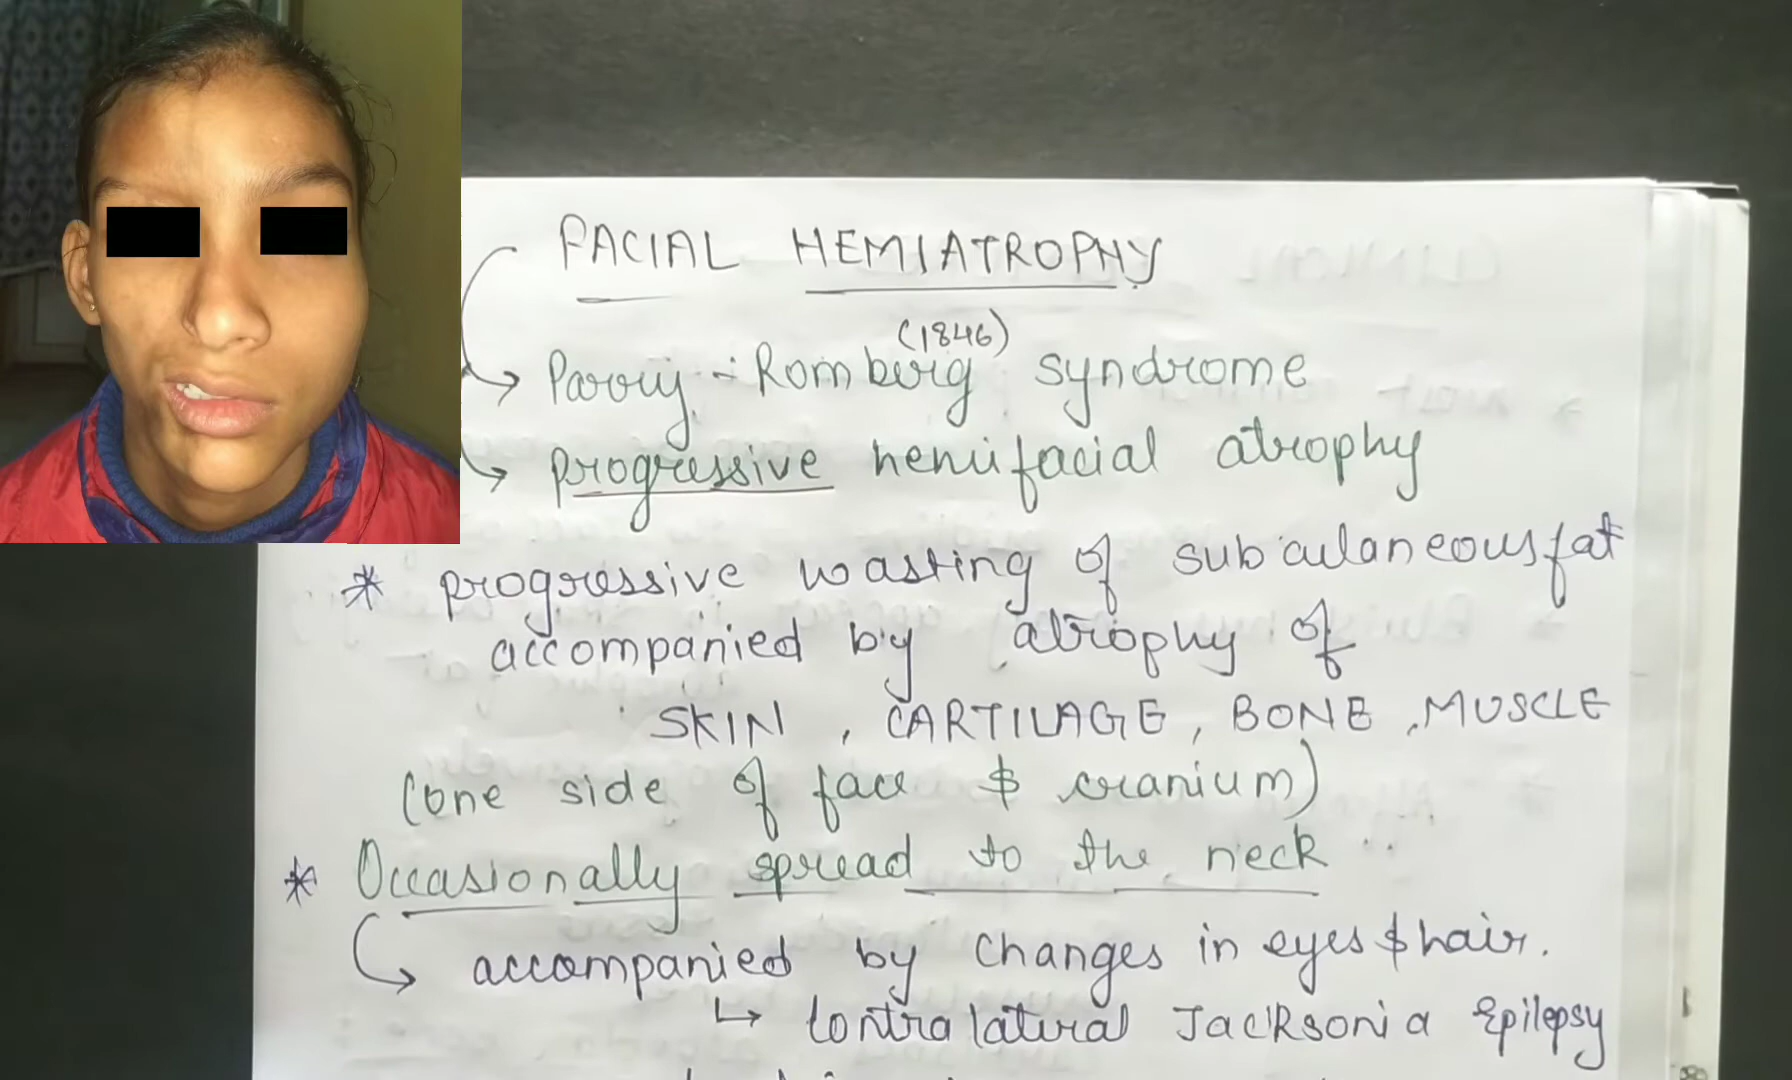 FACIAL HEMIATROPHY
(1846)
Parry - Romberg syndrome
progressive hemifacial atrophy
* progressive wasting of subcutaneous fat
accompanied by atrophy of
SKIN, CARTILAGE, BONE, MUSCLE
(one side of face & cranium)
* Occasionally spread to the neck
accompanied by changes in eyes & hair.
Contralateral Jacksonia Epilepsy